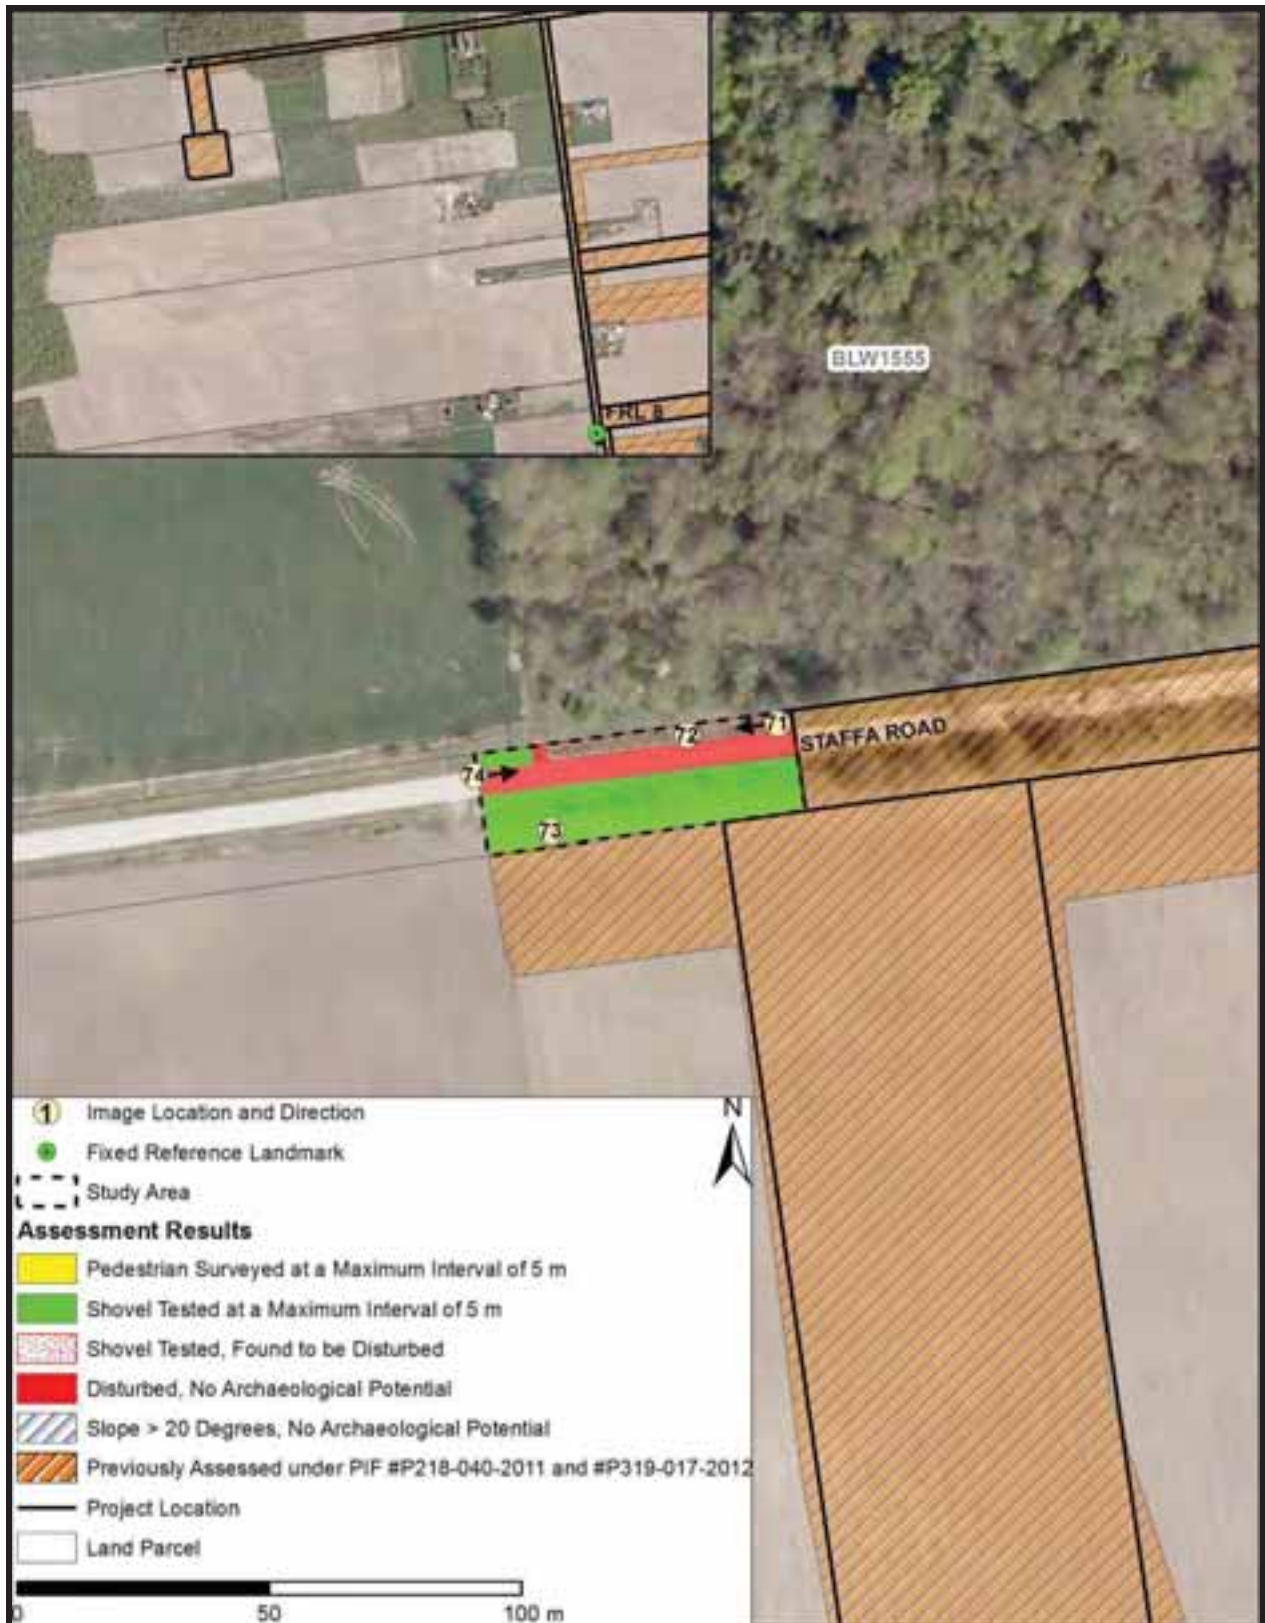 FRL 8
BLW1555
72
71
STAFFA ROAD
74
73
1 Image Location and Direction
N
Fixed Reference Landmark
Study Area
Assessment Results
Pedestrian Surveyed at a Maximum Interval of 5 m
Shovel Tested at a Maximum Interval of 5 m
Shovel Tested, Found to be Disturbed
Disturbed, No Archaeological Potential
Slope > 20 Degrees, No Archaeological Potential
Previously Assessed under PIF #P218-040-2011 and #P319-017-2012
Project Location
Land Parcel
0 50 100 m